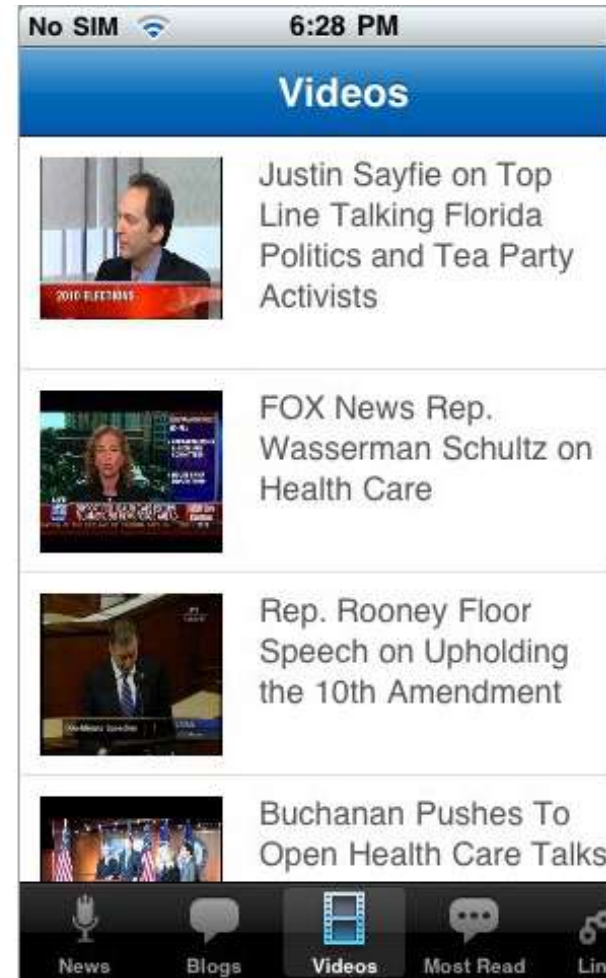 No SIM 6:28 PM
Videos
Justin Sayfie on Top
Line Talking Florida
Politics and Tea Party
Activists
2010 ELECTIONS
FOX News Rep.
Wasserman Schultz on
Health Care
Rep. Rooney Floor
Speech on Upholding
the 10th Amendment
Buchanan Pushes To
Open Health Care Talks
News Blogs Videos Most Read Lin